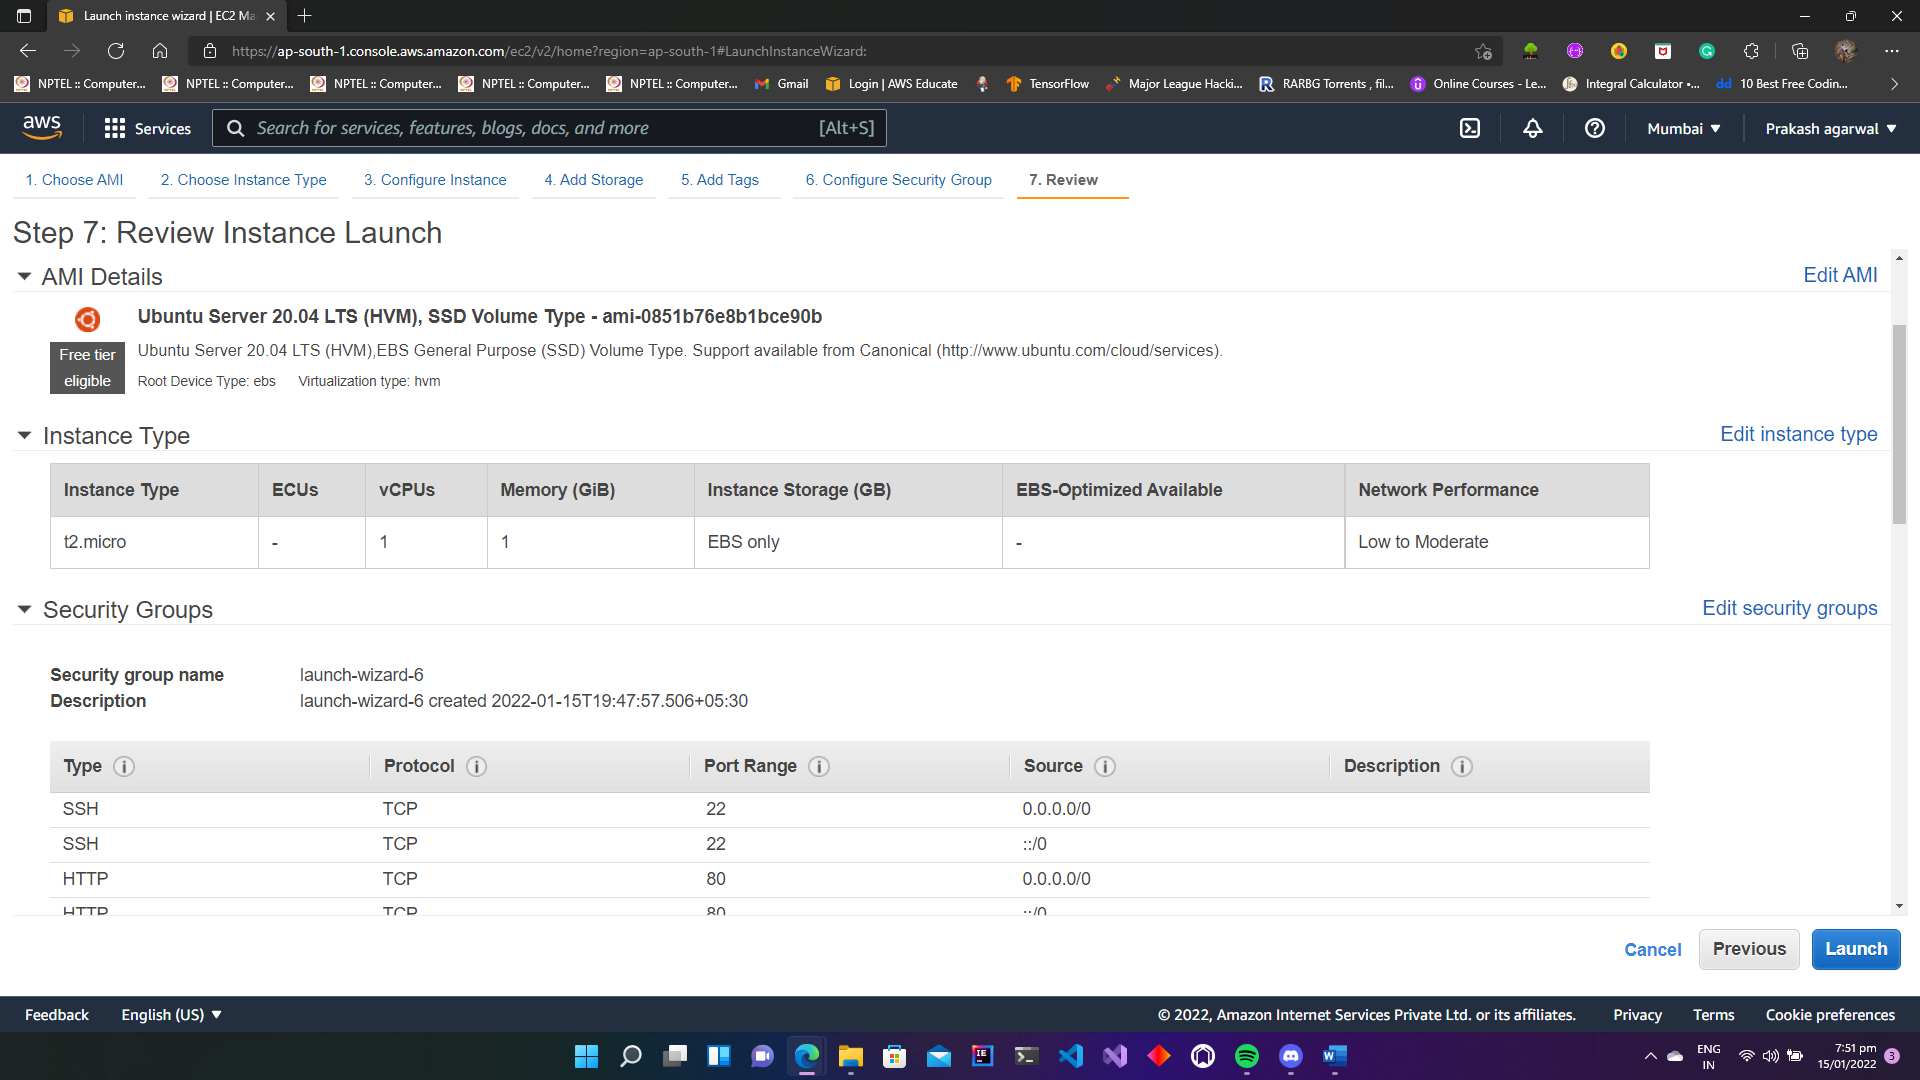 Launch instance wizard | EC2 Ma
https://ap-south-1.console.aws.amazon.com/ec2/v2/home?region=ap-south-1#LaunchInstanceWizard:
NPTEL :: Computer... NPTEL :: Computer... NPTEL :: Computer... NPTEL :: Computer... NPTEL :: Computer... Gmail Login | AWS Educate TensorFlow Major League Hacki... RARBG Torrents , fil... Online Courses - Le... Integral Calculator •... dd 10 Best Free Codin...
aws Services Search for services, features, blogs, docs, and more [Alt+S] Mumbai Prakash agarwal
1. Choose AMI 2. Choose Instance Type 3. Configure Instance 4. Add Storage 5. Add Tags 6. Configure Security Group 7. Review
Step 7: Review Instance Launch
AMI Details Edit AMI
Ubuntu Server 20.04 LTS (HVM), SSD Volume Type - ami-0851b76e8b1bce90b
Free tier eligible
Ubuntu Server 20.04 LTS (HVM),EBS General Purpose (SSD) Volume Type. Support available from Canonical (http://www.ubuntu.com/cloud/services).
Root Device Type: ebs Virtualization type: hvm
Instance Type Edit instance type
Instance Type ECUs vCPUs Memory (GiB) Instance Storage (GB) EBS-Optimized Available Network Performance
t2.micro - 1 1 EBS only - Low to Moderate
Security Groups Edit security groups
Security group name launch-wizard-6
Description launch-wizard-6 created 2022-01-15T19:47:57.506+05:30
Type Protocol Port Range Source Description
SSH TCP 22 0.0.0.0/0
SSH TCP 22 ::/0
HTTP TCP 80 0.0.0.0/0
HTTP TCP 80 ::/0
Cancel Previous Launch
Feedback English (US) © 2022, Amazon Internet Services Private Ltd. or its affiliates. Privacy Terms Cookie preferences
ENG IN 7:51 pm 15/01/2022 3